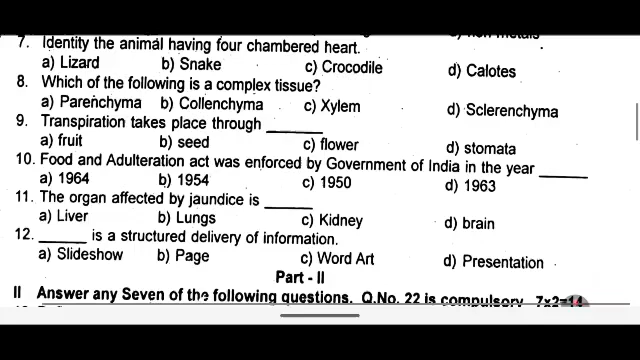 7. Identity the animal having four chambered heart.
a) Lizard b) Snake c) Crocodile d) Calotes
8. Which of the following is a complex tissue?
a) Parenchyma b) Collenchyma c) Xylem d) Sclerenchyma
9. Transpiration takes place through ______
a) fruit b) seed c) flower d) stomata
10. Food and Adulteration act was enforced by Government of India in the year ______
a) 1964 b) 1954 c) 1950 d) 1963
11. The organ affected by jaundice is ______
a) Liver b) Lungs c) Kidney d) brain
12. ______ is a structured delivery of information.
a) Slideshow b) Page c) Word Art d) Presentation
Part - II
II Answer any Seven of the following questions. Q.No. 22 is compulsory 7x2=14